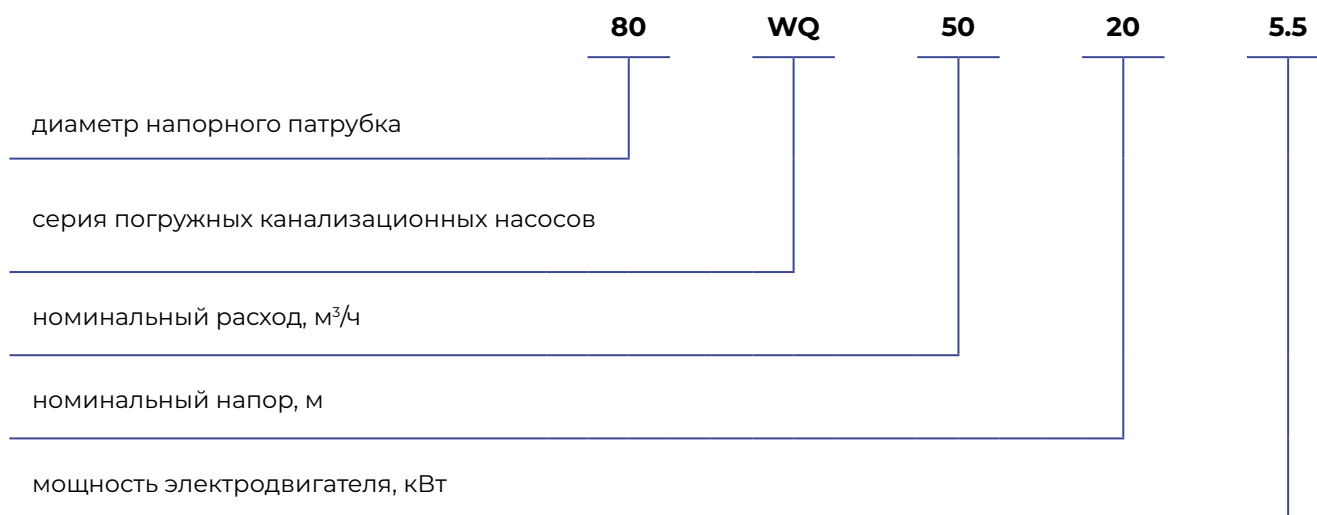 80 WQ 50 20 5.5
диаметр напорного патрубка
серия погружных канализационных насосов
номинальный расход, м³/ч
номинальный напор, м
мощность электродвигателя, кВт